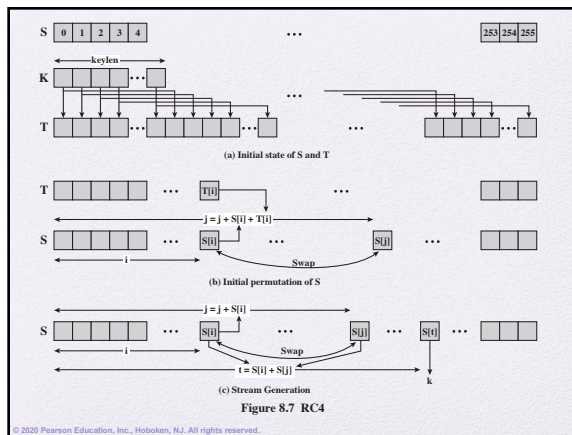 S 0 1 2 3 4 ••• 253 254 255
keylen
K •••
•••
T ••• ••• ••• •••
(a) Initial state of S and T
T ••• T[i] •••
j = j + S[i] + T[i]
S ••• S[i] ••• S[j] •••
Swap
i
(b) Initial permutation of S
j = j + S[i]
S ••• S[i] ••• S[j] ••• S[t] •••
Swap
i
t = S[i] + S[j]
k
(c) Stream Generation
Figure 8.7 RC4
© 2020 Pearson Education, Inc., Hoboken, NJ. All rights reserved.